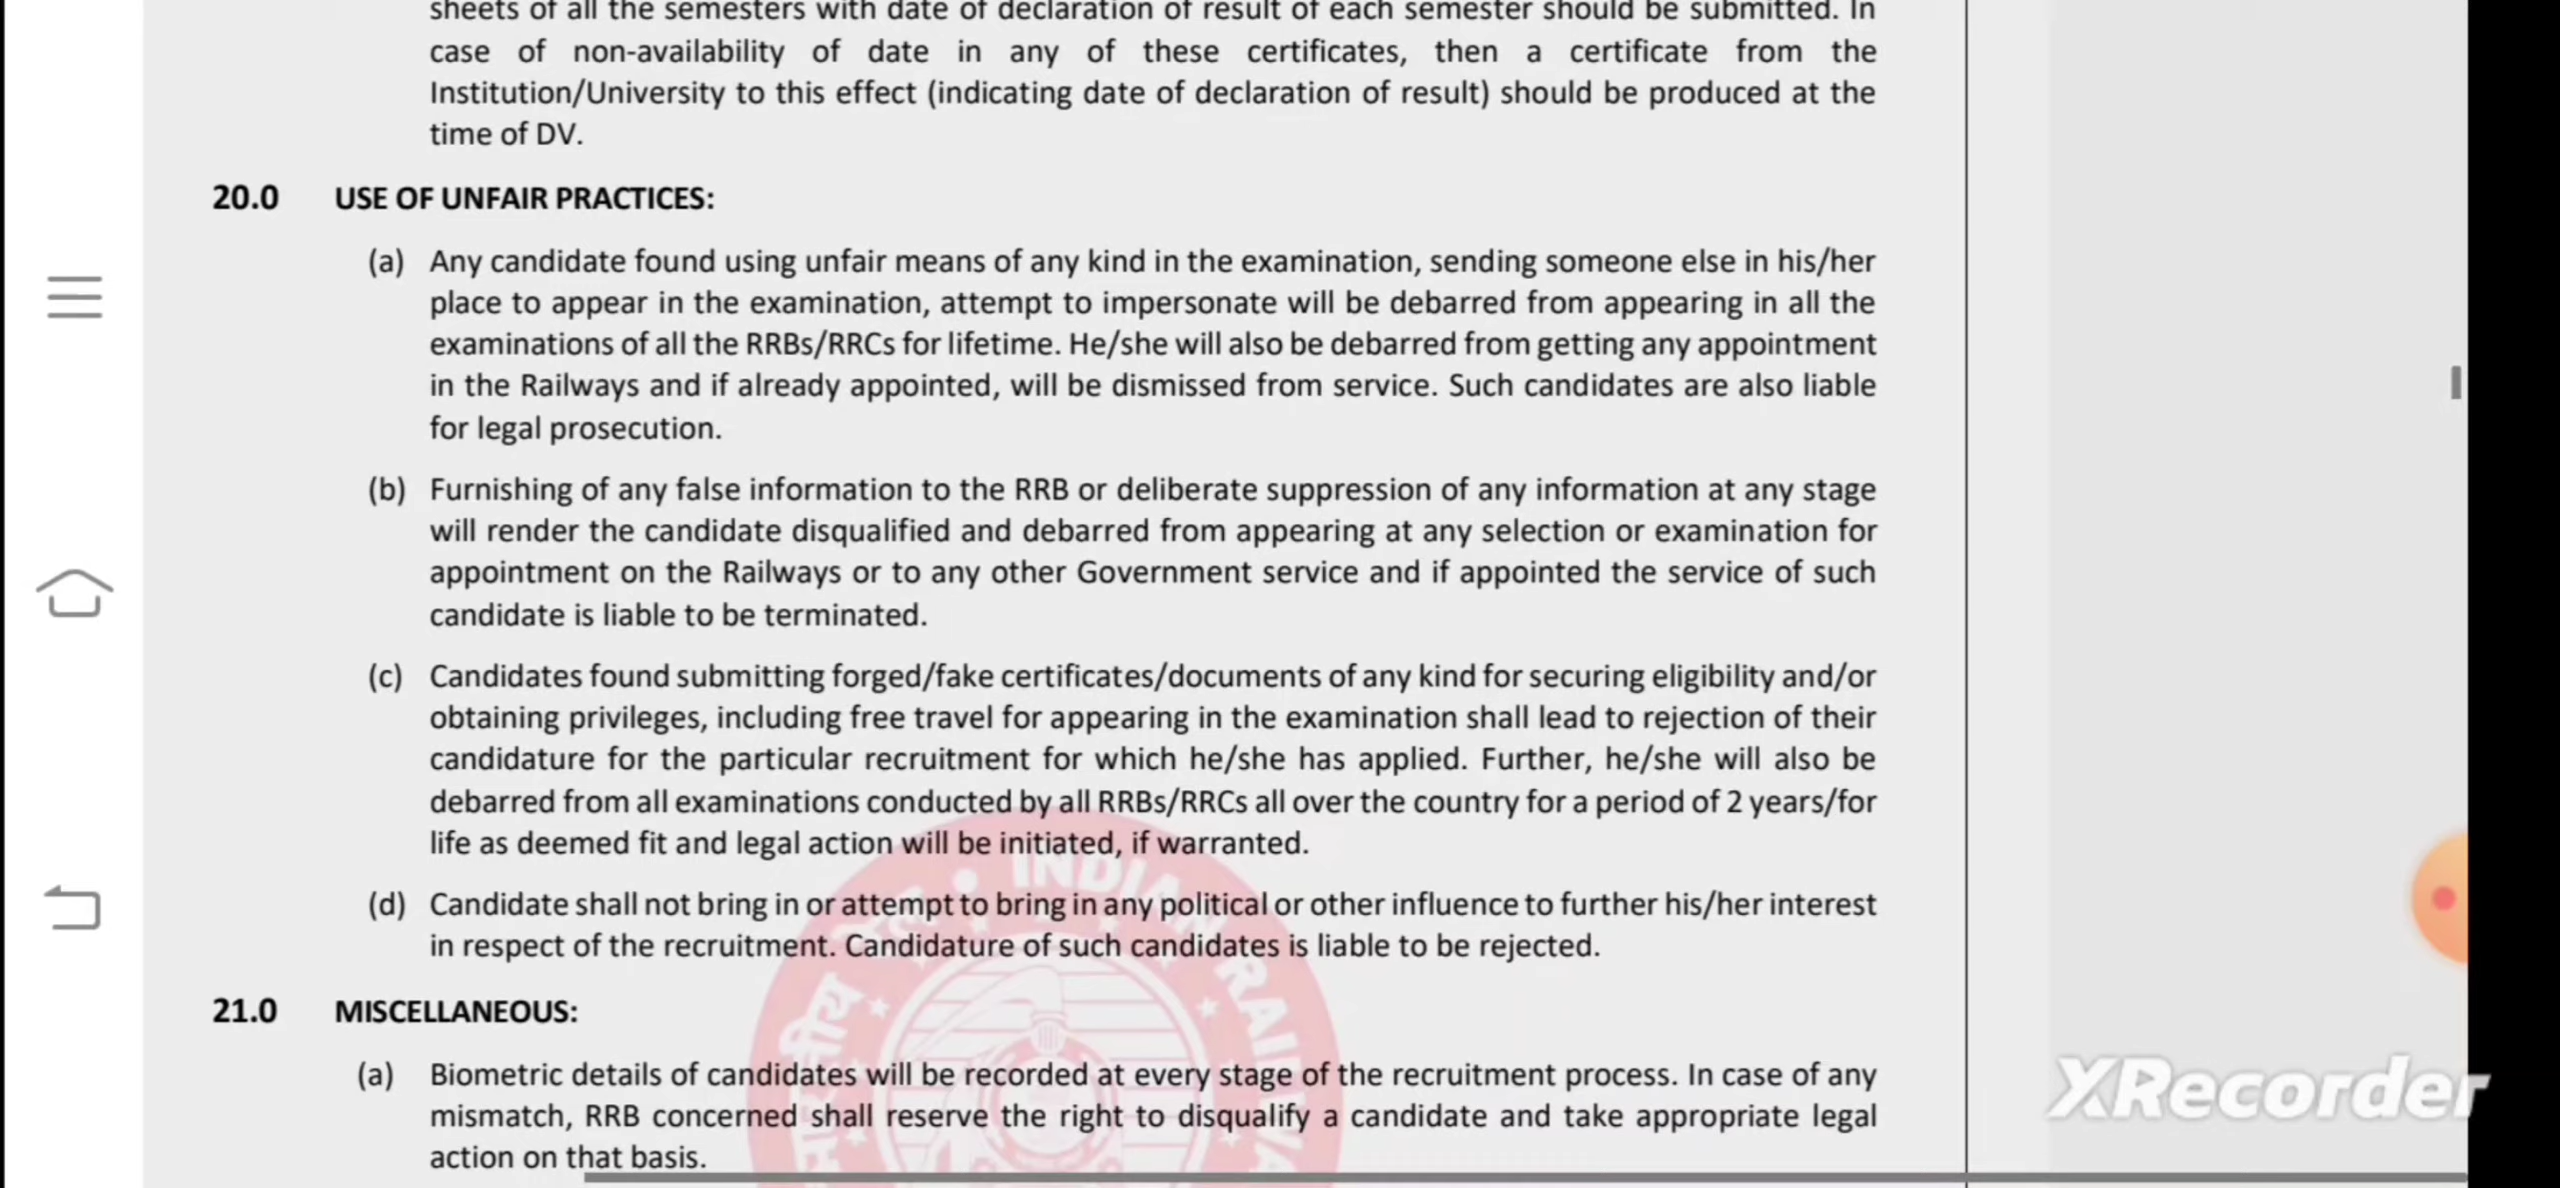 sheets of all the semesters with date of declaration of result of each semester should be submitted. In
case of non-availability of date in any of these certificates, then a certificate from the
Institution/University to this effect (indicating date of declaration of result) should be produced at the
time of DV.
20.0 USE OF UNFAIR PRACTICES:
(a) Any candidate found using unfair means of any kind in the examination, sending someone else in his/her
place to appear in the examination, attempt to impersonate will be debarred from appearing in all the
examinations of all the RRBs/RRCs for lifetime. He/she will also be debarred from getting any appointment
in the Railways and if already appointed, will be dismissed from service. Such candidates are also liable
for legal prosecution.
(b) Furnishing of any false information to the RRB or deliberate suppression of any information at any stage
will render the candidate disqualified and debarred from appearing at any selection or examination for
appointment on the Railways or to any other Government service and if appointed the service of such
candidate is liable to be terminated.
(c) Candidates found submitting forged/fake certificates/documents of any kind for securing eligibility and/or
obtaining privileges, including free travel for appearing in the examination shall lead to rejection of their
candidature for the particular recruitment for which he/she has applied. Further, he/she will also be
debarred from all examinations conducted by all RRBs/RRCs all over the country for a period of 2 years/for
life as deemed fit and legal action will be initiated, if warranted.
(d) Candidate shall not bring in or attempt to bring in any political or other influence to further his/her interest
in respect of the recruitment. Candidature of such candidates is liable to be rejected.
21.0 MISCELLANEOUS:
(a) Biometric details of candidates will be recorded at every stage of the recruitment process. In case of any
mismatch, RRB concerned shall reserve the right to disqualify a candidate and take appropriate legal
action on that basis.
INDIAN
XRecorder